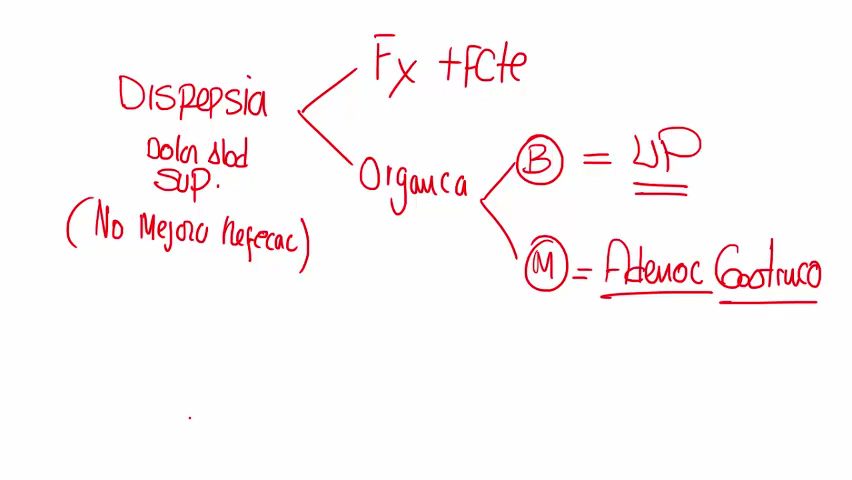 Dispepsia
Dolor Abd
Sup.
(No Mejora Defecac)
Fx +FCte
Organica
B = UP
M = Adenoc Gastrico